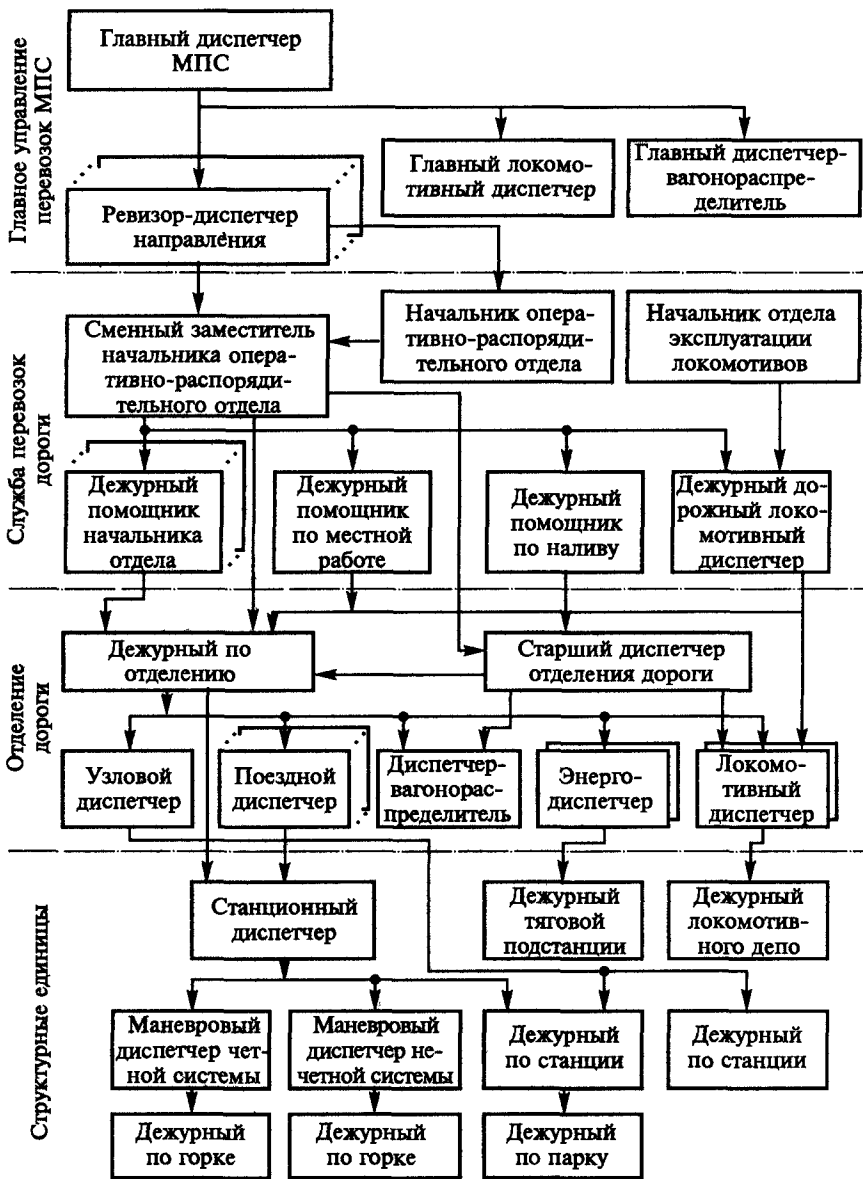 Главное управление
перевозок МПС
Главный диспетчер
МПС
Главный локомо-
тивный диспетчер
Главный диспетчер-
вагонораспре-
делитель
Ревизор-диспетчер
направления
Служба перевозок
дороги
Сменный заместитель
начальника опера-
тивно-распоряди-
тельного отдела
Начальник опера-
тивно-распоряди-
тельного отдела
Начальник отдела
эксплуатации
локомотивов
Дежурный
помощник
начальника
отдела
Дежурный
помощник
по местной
работе
Дежурный
помощник
по наливу
Дежурный до-
рожный локо-
мотивный
диспетчер
Отделение
дороги
Дежурный по
отделению
Старший диспетчер
отделения дороги
Узловой
диспетчер
Поездной
диспетчер
Диспетчер-
вагонорас-
пределитель
Энерго-
диспетчер
Локомо-
тивный
диспетчер
Структурные единицы
Станционный
диспетчер
Дежурный
тяговой
подстанции
Дежурный
локомотив-
ного депо
Маневровый
диспетчер чет-
ной системы
Маневровый
диспетчер не-
четной системы
Дежурный
по станции
Дежурный
по станции
Дежурный
по горке
Дежурный
по горке
Дежурный
по парку